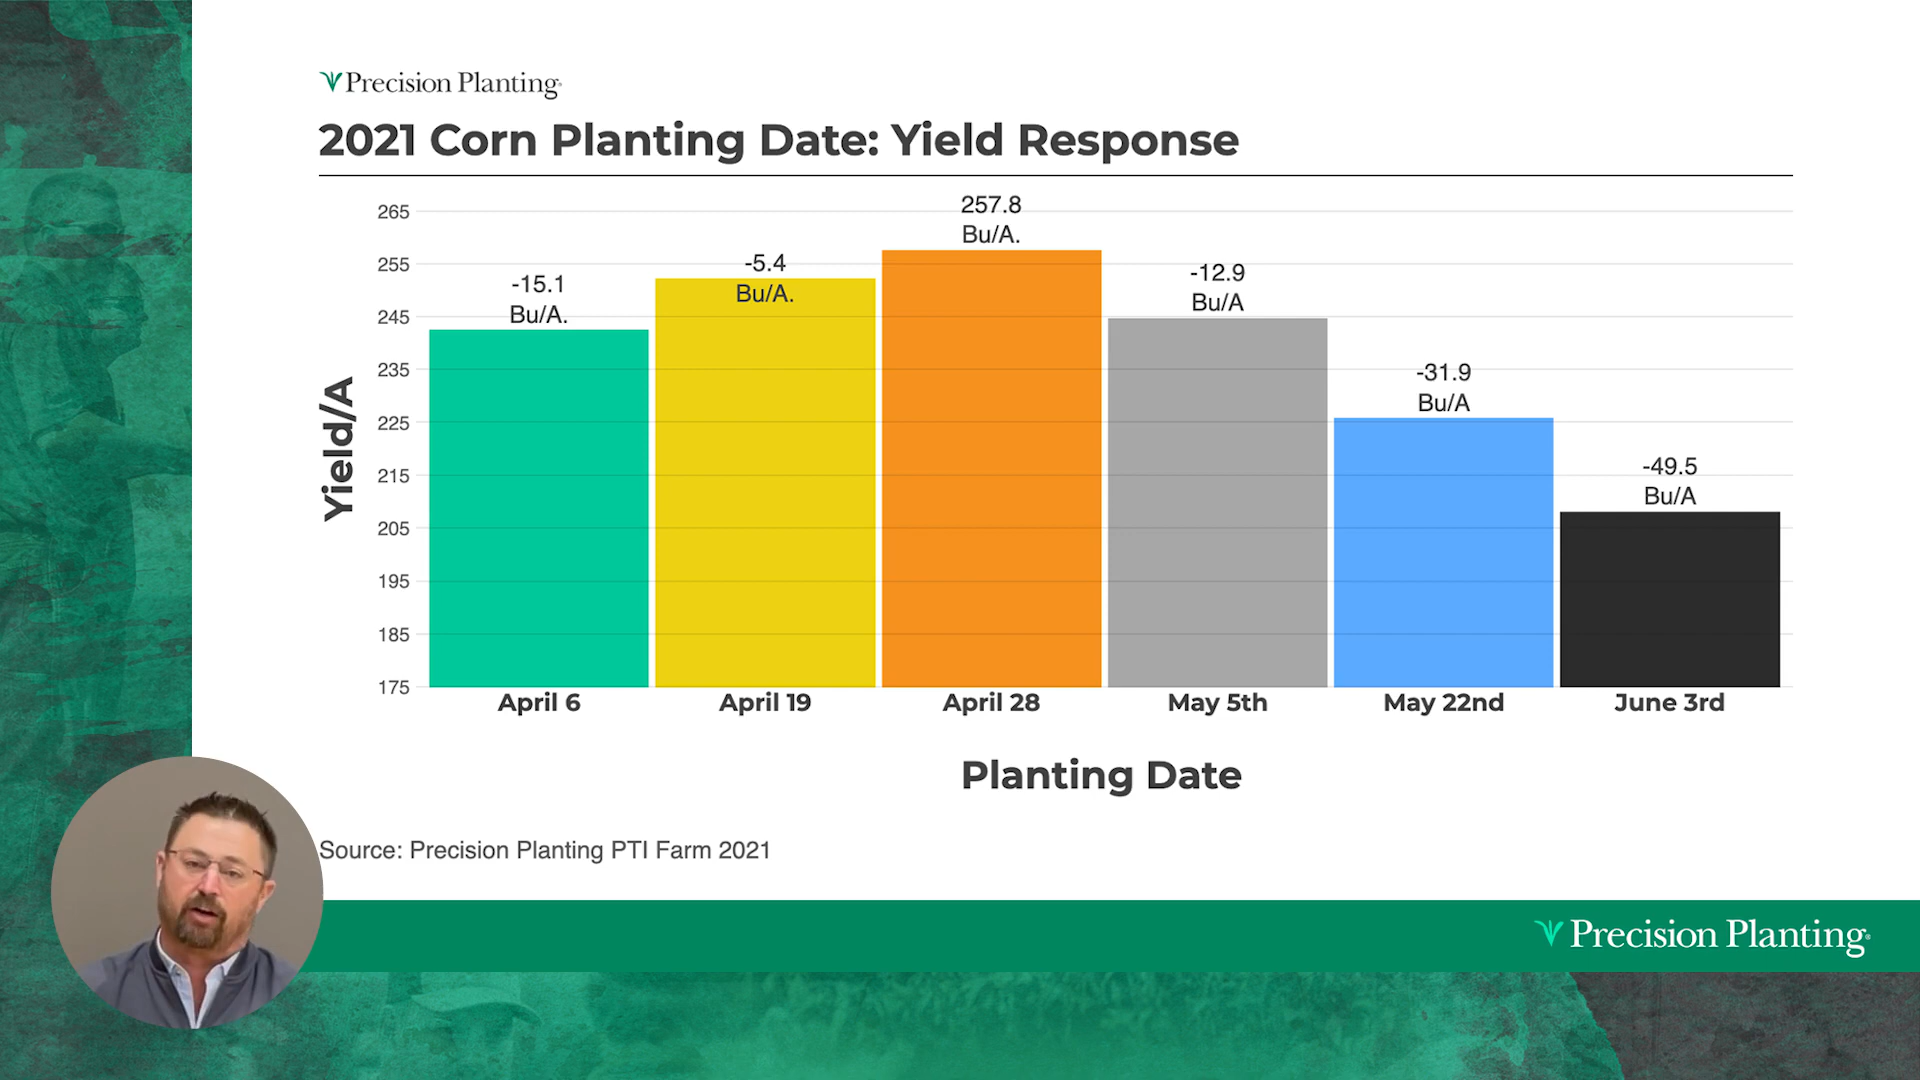 Precision Planting
2021 Corn Planting Date: Yield Response
265
255
245
235
225
215
205
195
185
175
Yield/A
-15.1
Bu/A.
-5.4
Bu/A.
257.8
Bu/A.
-12.9
Bu/A
-31.9
Bu/A
-49.5
Bu/A
April 6
April 19
April 28
May 5th
May 22nd
June 3rd
Planting Date
Source: Precision Planting PTI Farm 2021
Precision Planting